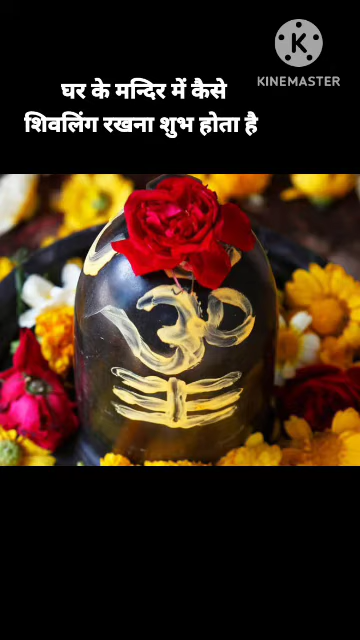 KINEMASTER
घर के मन्दिर में कैसे
शिवलिंग रखना शुभ होता है
ॐ